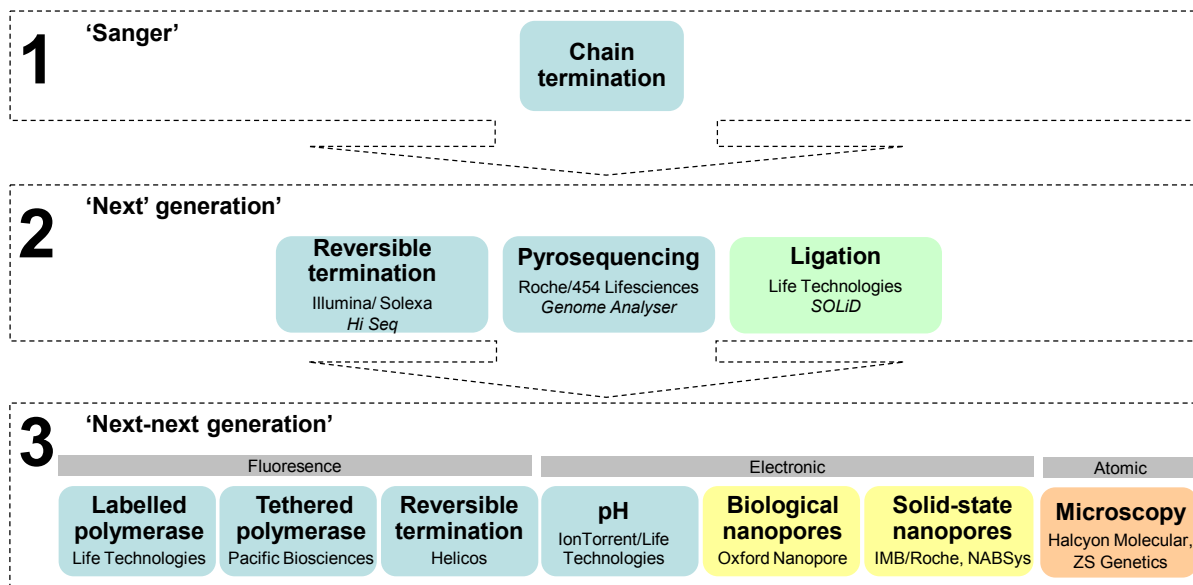 1
‘Sanger’
Chain
termination
2
‘Next’ generation’
Reversible
termination
Illumina/ Solexa
Hi Seq
Pyrosequencing
Roche/454 Lifesciences
Genome Analyser
Ligation
Life Technologies
SOLiD
3
‘Next-next generation’
Fluoresence
Electronic
Atomic
Labelled
polymerase
Life Technologies
Tethered
polymerase
Pacific Biosciences
Reversible
termination
Helicos
pH
IonTorrent/Life
Technologies
Biological
nanopores
Oxford Nanopore
Solid-state
nanopores
IMB/Roche, NABSys
Microscopy
Halcyon Molecular,
ZS Genetics